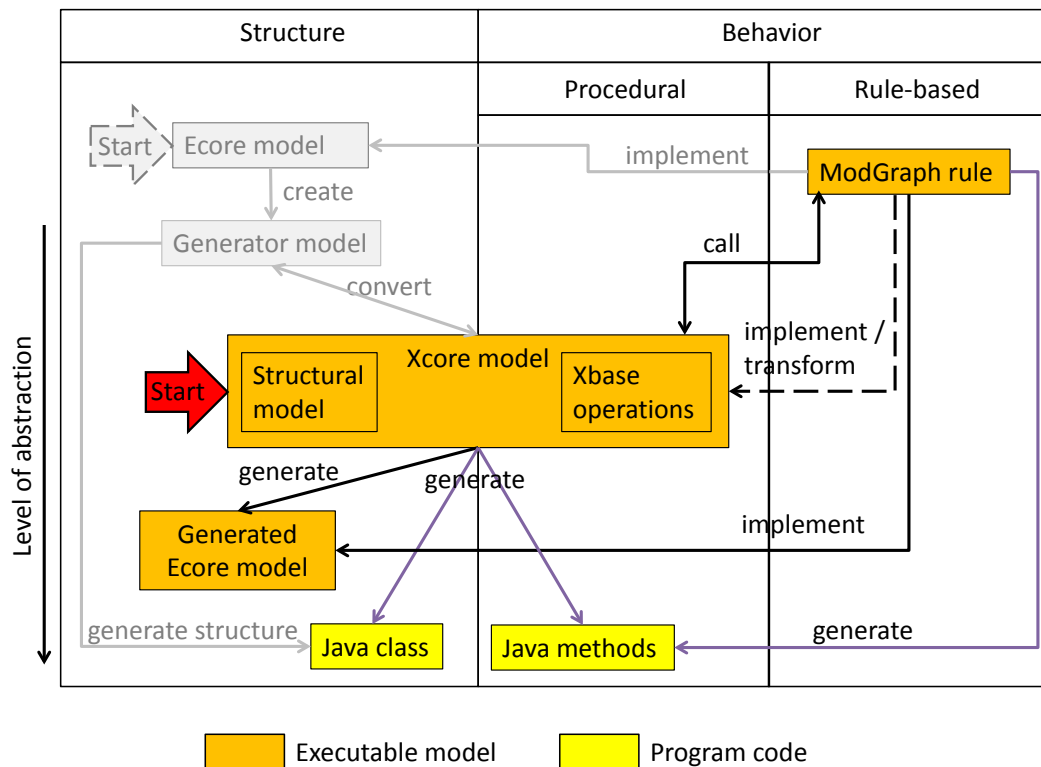 Structure
Behavior
Procedural
Rule-based
Start
Ecore model
implement
ModGraph rule
create
Generator model
call
convert
Level of abstraction
Xcore model
implement /
transform
Start
Structural
model
Xbase
operations
generate
generate
Generated
Ecore model
implement
generate structure
Java class
Java methods
generate
Executable model
Program code